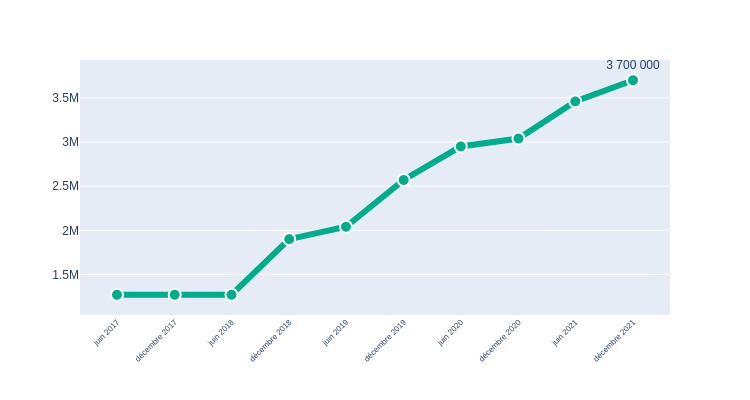 3 700 000
3.5M
3M
2.5M
2M
1.5M
juin 2017
décembre 2017
juin 2018
décembre 2018
juin 2019
décembre 2019
juin 2020
décembre 2020
juin 2021
décembre 2021